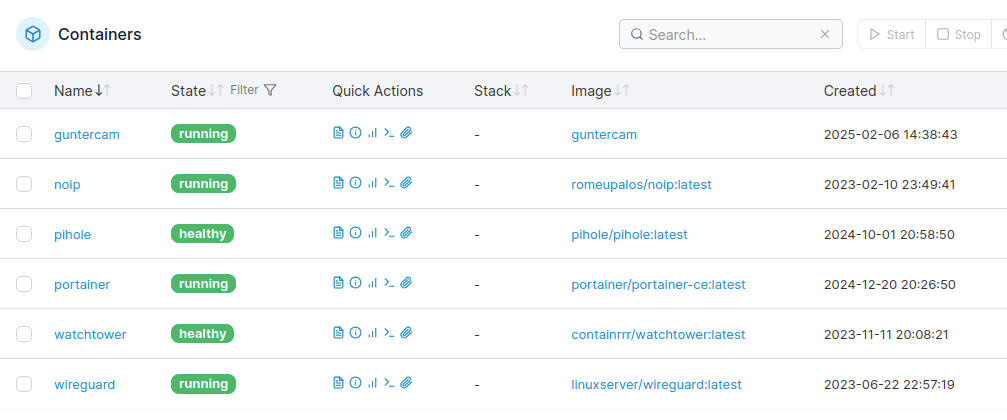 Containers
Search...
Start
Stop
Name State Filter Quick Actions Stack Image Created
guntercam running - guntercam 2025-02-06 14:38:43
noip running - romeupalos/noip:latest 2023-02-10 23:49:41
pihole healthy - pihole/pihole:latest 2024-10-01 20:58:50
portainer running - portainer/portainer-ce:latest 2024-12-20 20:26:50
watchtower healthy - containrrr/watchtower:latest 2023-11-11 20:08:21
wireguard running - linuxserver/wireguard:latest 2023-06-22 22:57:19